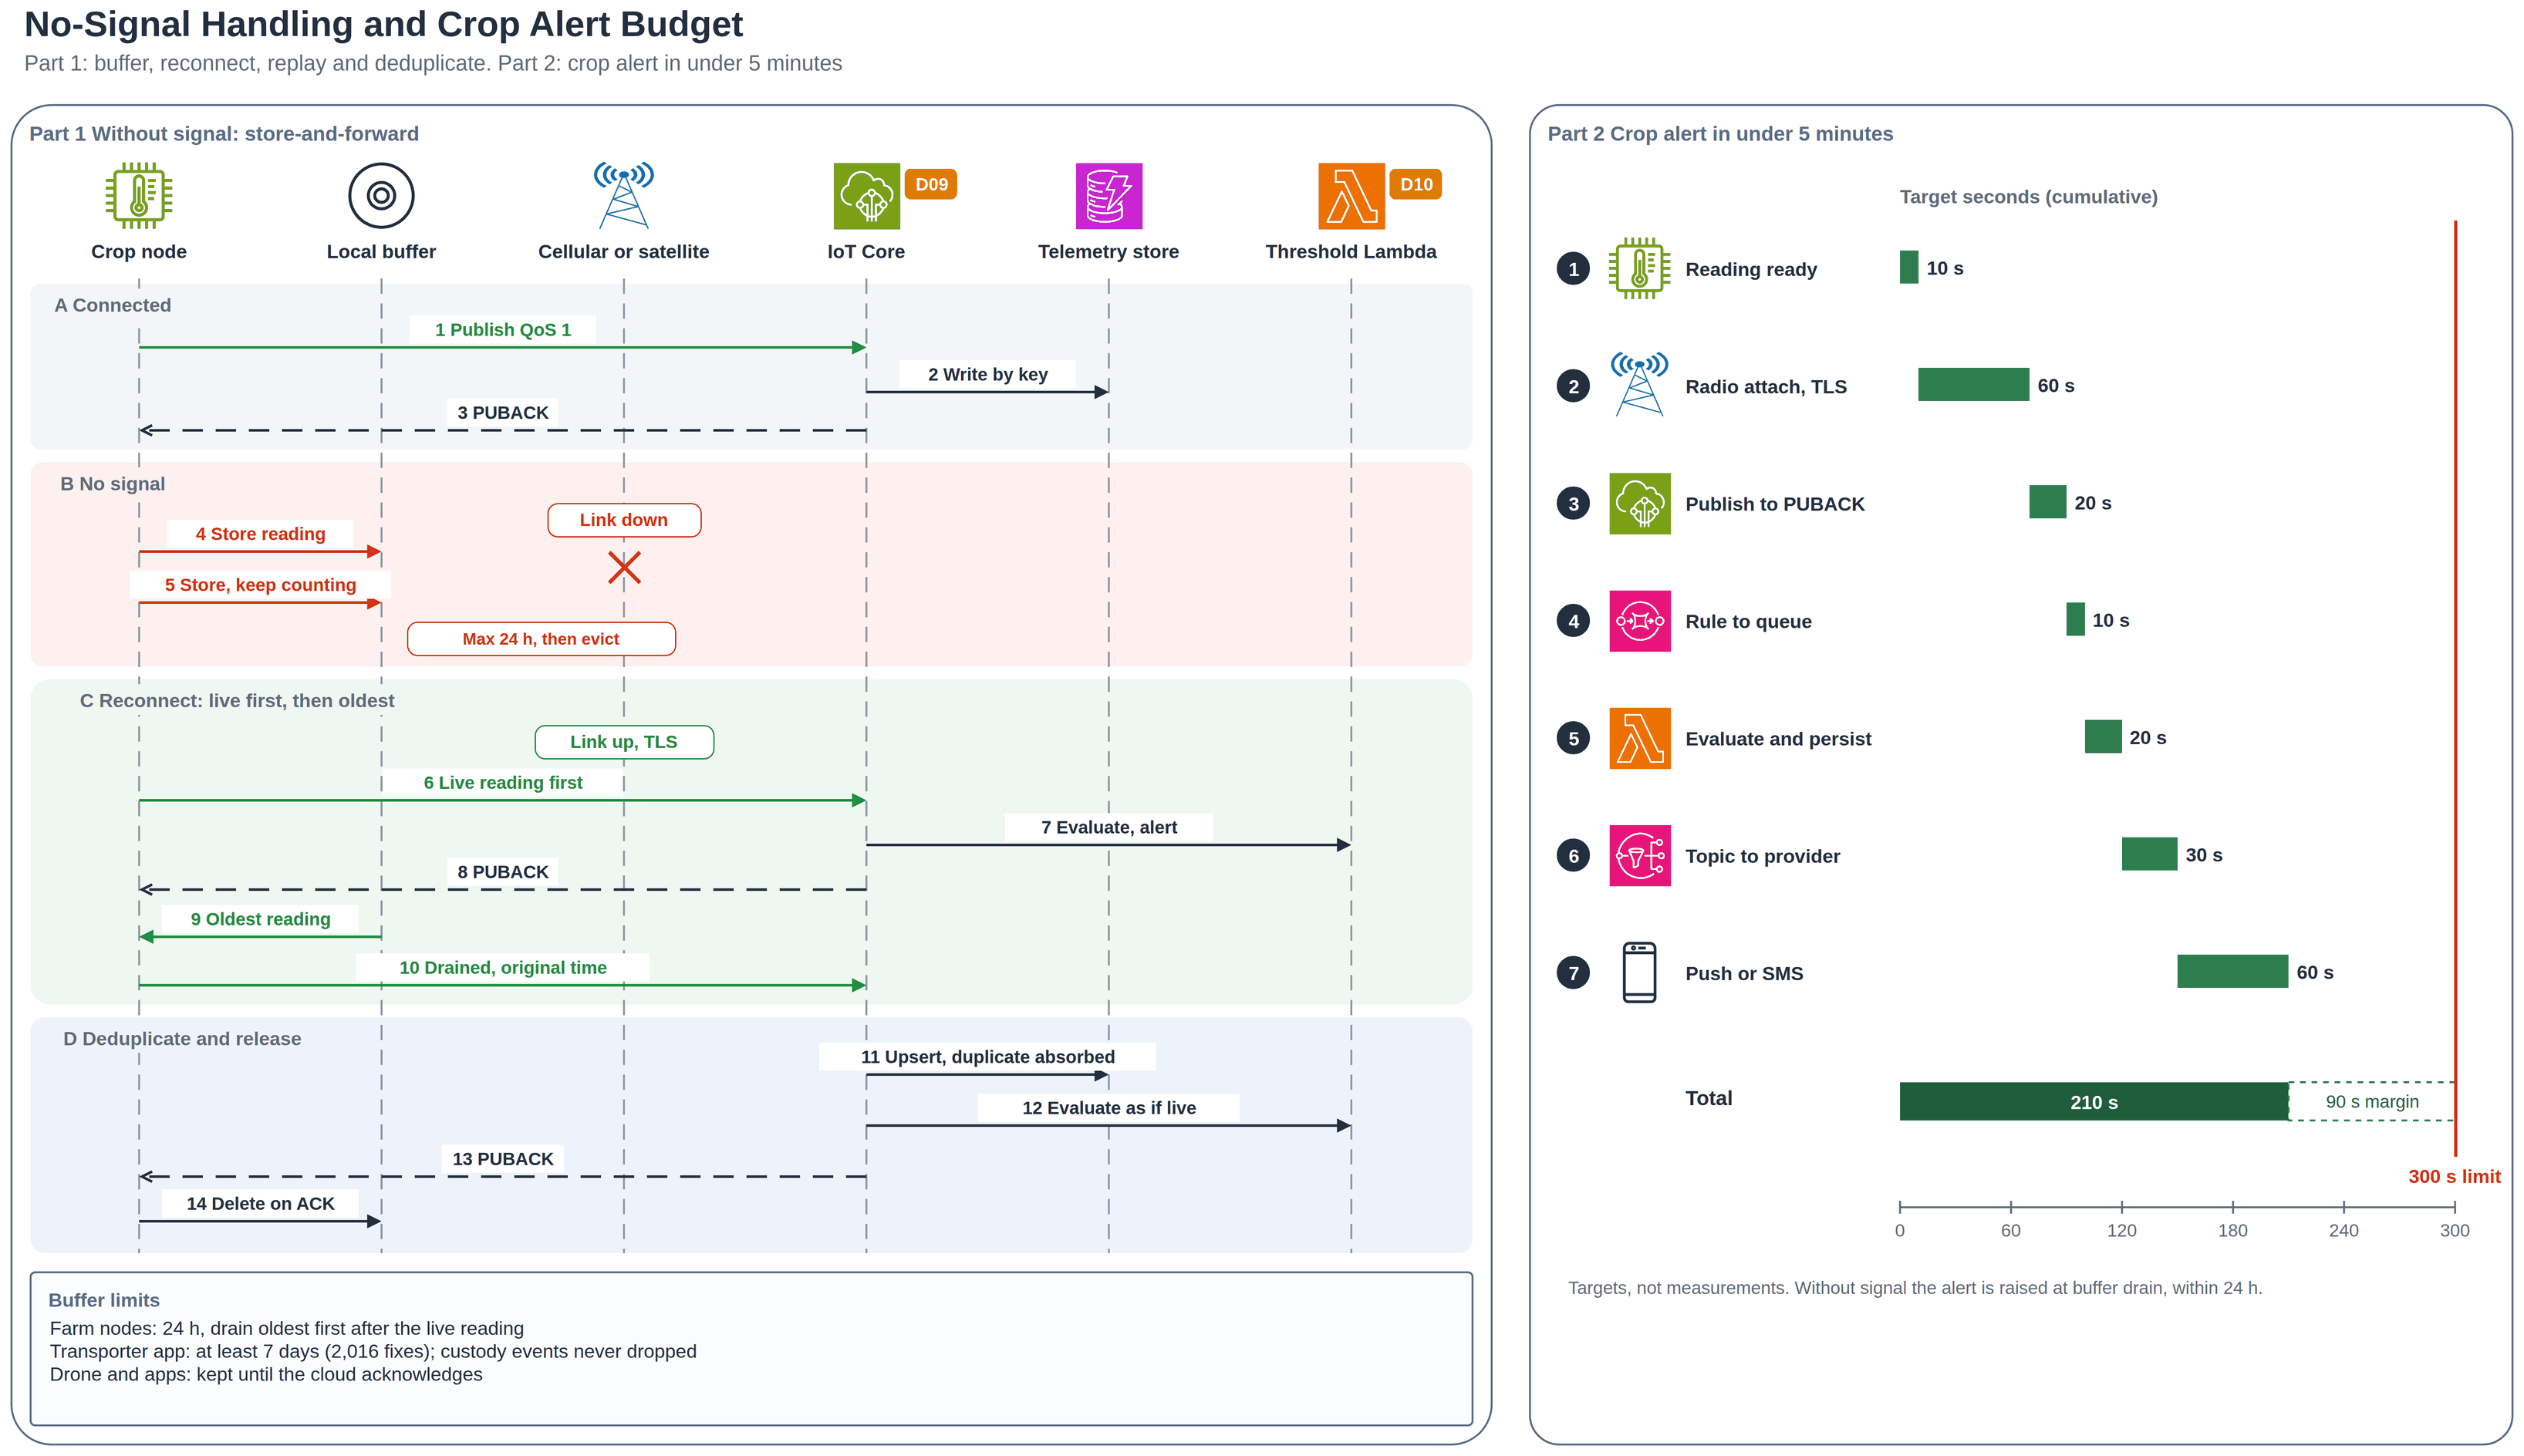 No-Signal Handling and Crop Alert Budget
Part 1: buffer, reconnect, replay and deduplicate. Part 2: crop alert in under 5 minutes
Part 1 Without signal: store-and-forward
D09
D10
Crop node
Local buffer
Cellular or satellite
IoT Core
Telemetry store
Threshold Lambda
A Connected
1 Publish QoS 1
2 Write by key
3 PUBACK
B No signal
Link down
4 Store reading
5 Store, keep counting
Max 24 h, then evict
C Reconnect: live first, then oldest
Link up, TLS
6 Live reading first
7 Evaluate, alert
8 PUBACK
9 Oldest reading
10 Drained, original time
D Deduplicate and release
11 Upsert, duplicate absorbed
12 Evaluate as if live
13 PUBACK
14 Delete on ACK
Buffer limits
Farm nodes: 24 h, drain oldest first after the live reading
Transporter app: at least 7 days (2,016 fixes); custody events never dropped
Drone and apps: kept until the cloud acknowledges
Part 2 Crop alert in under 5 minutes
Target seconds (cumulative)
1 Reading ready 10 s
2 Radio attach, TLS 60 s
3 Publish to PUBACK 20 s
4 Rule to queue 10 s
5 Evaluate and persist 20 s
6 Topic to provider 30 s
7 Push or SMS 60 s
Total 210 s 90 s margin
300 s limit
0 60 120 180 240 300
Targets, not measurements. Without signal the alert is raised at buffer drain, within 24 h.